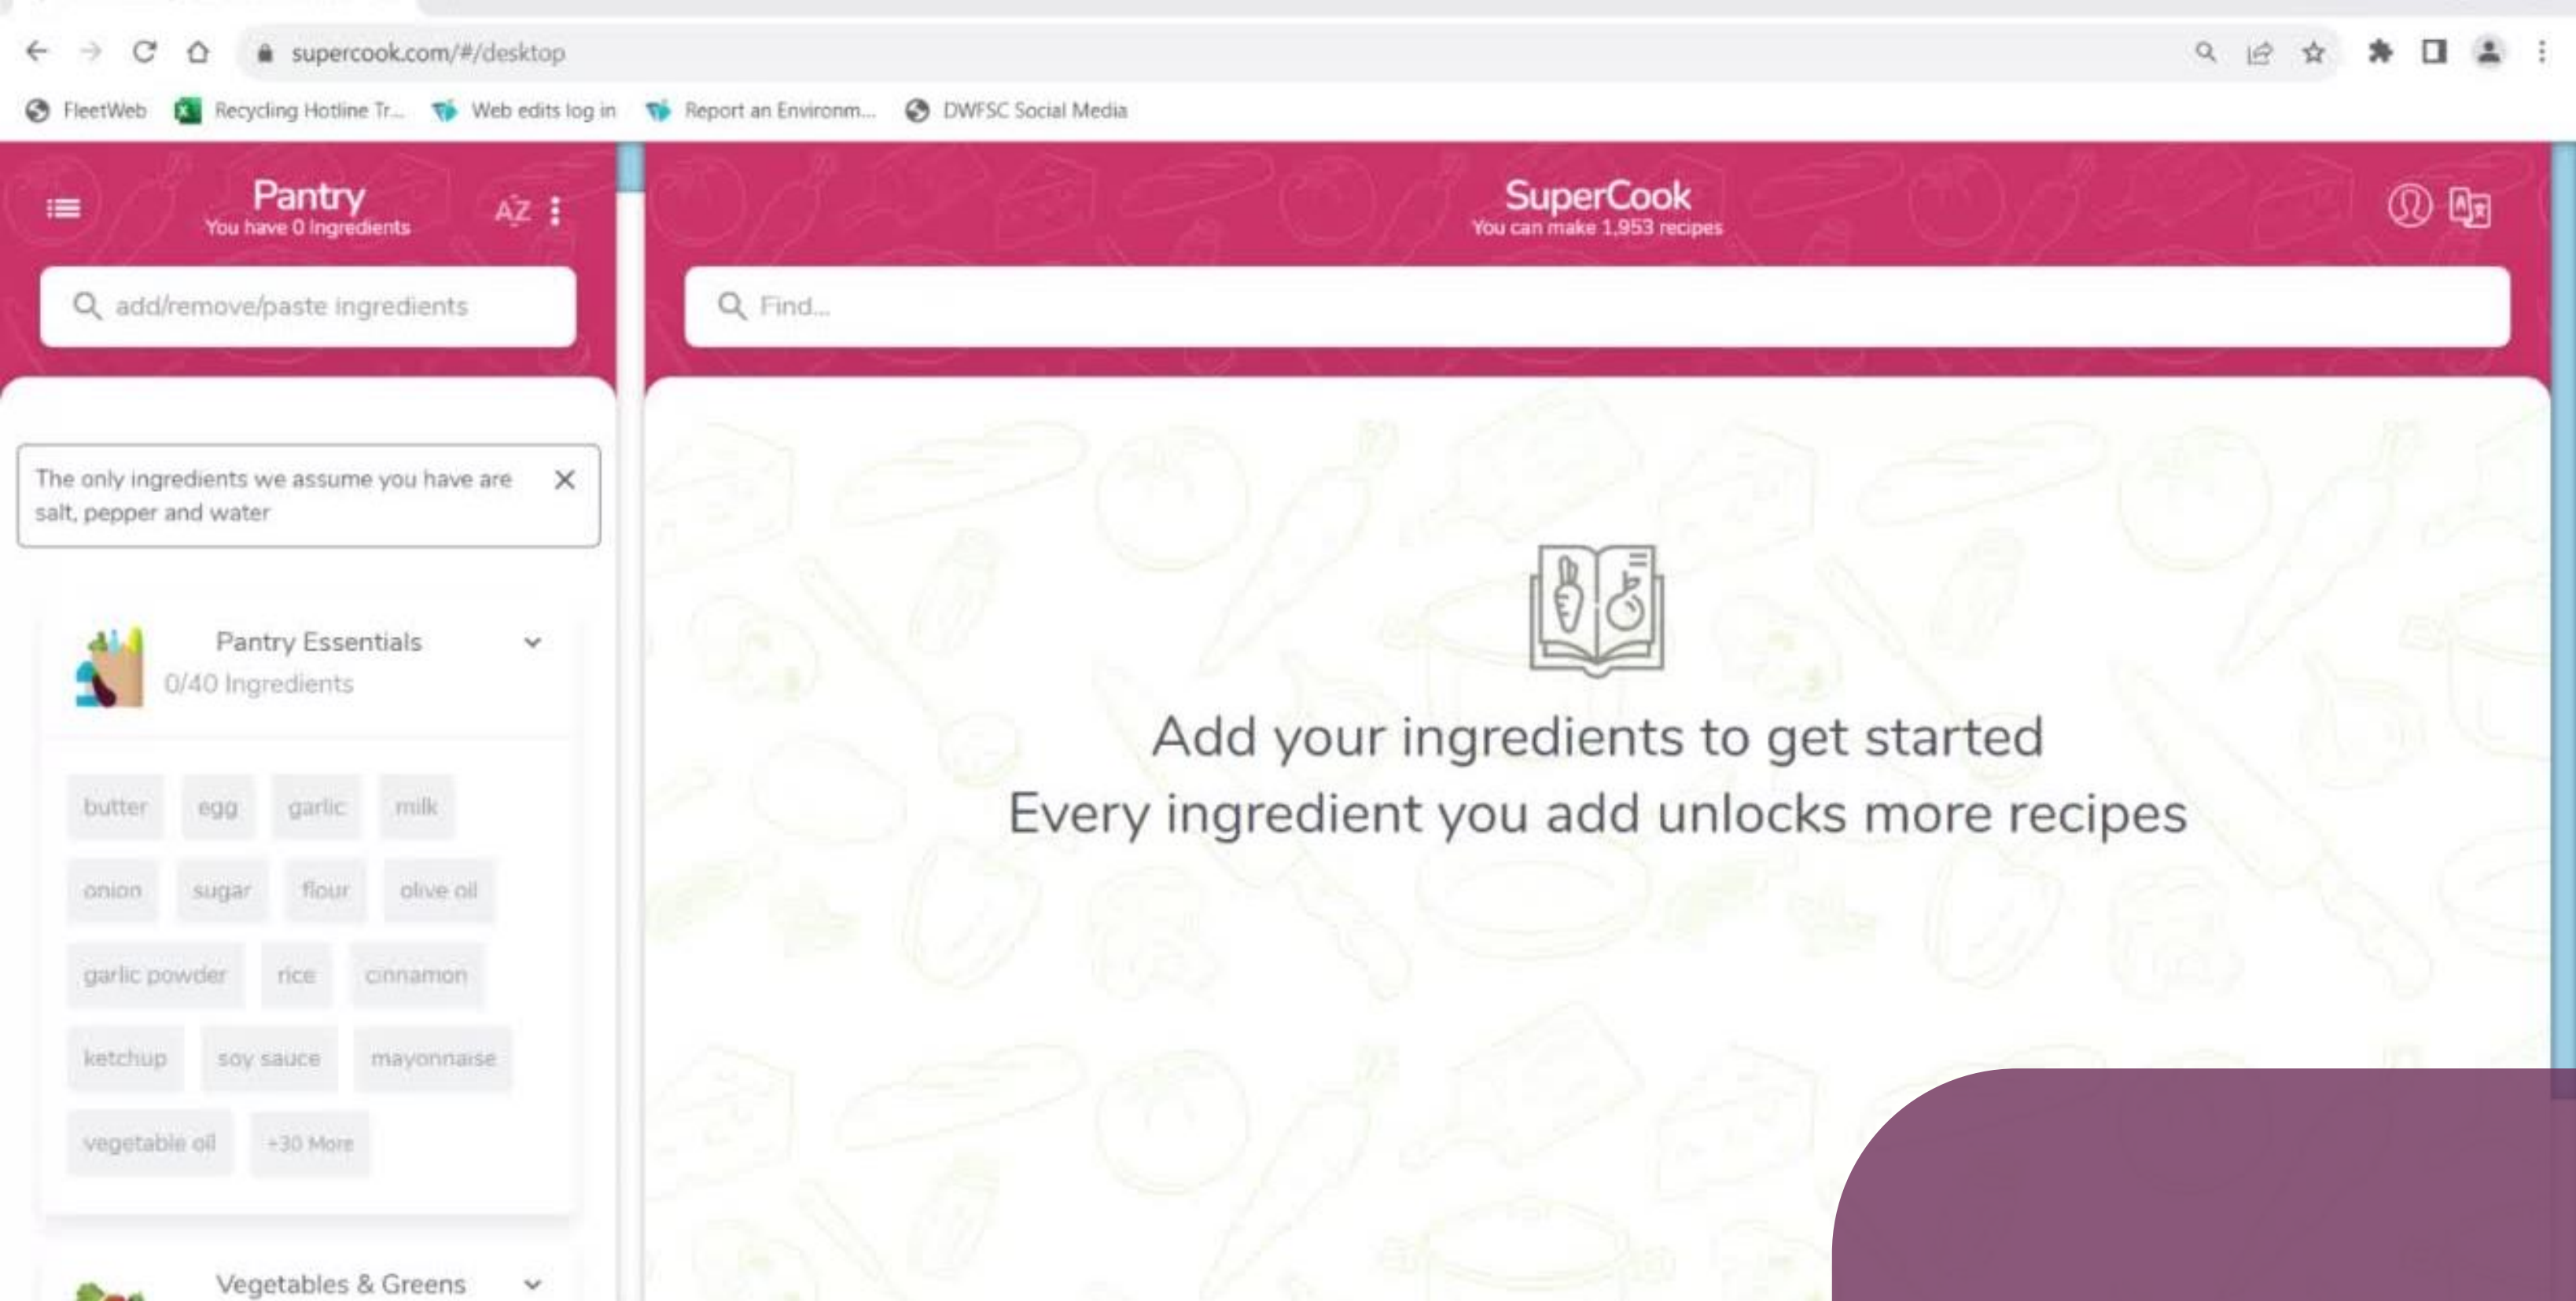 supercook.com/#/desktop
FleetWeb Recycling Hotline Tr... Web edits log in Report an Environm... DWFSC Social Media
Pantry
You have 0 Ingredients
AZ
add/remove/paste ingredients
The only ingredients we assume you have are
salt, pepper and water
Pantry Essentials
0/40 Ingredients
butter egg garlic milk
onion sugar flour olive oil
garlic powder rice cinnamon
ketchup soy sauce mayonnaise
vegetable oil +30 More
Vegetables & Greens
SuperCook
You can make 1,953 recipes
Find...
Add your ingredients to get started
Every ingredient you add unlocks more recipes